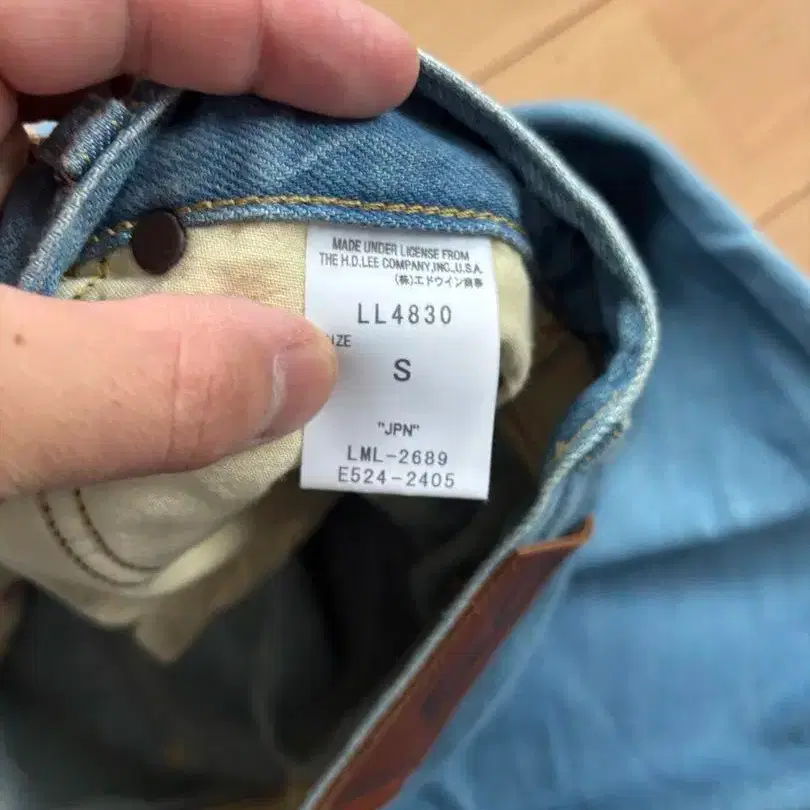 MADE UNDER LICENSE FROM
THE H.D.LEE COMPANY,INC.,U.S.A.
(株)エドウイン商事
LL4830
IZE
S
"JPN"
LML-2689
E524-2405